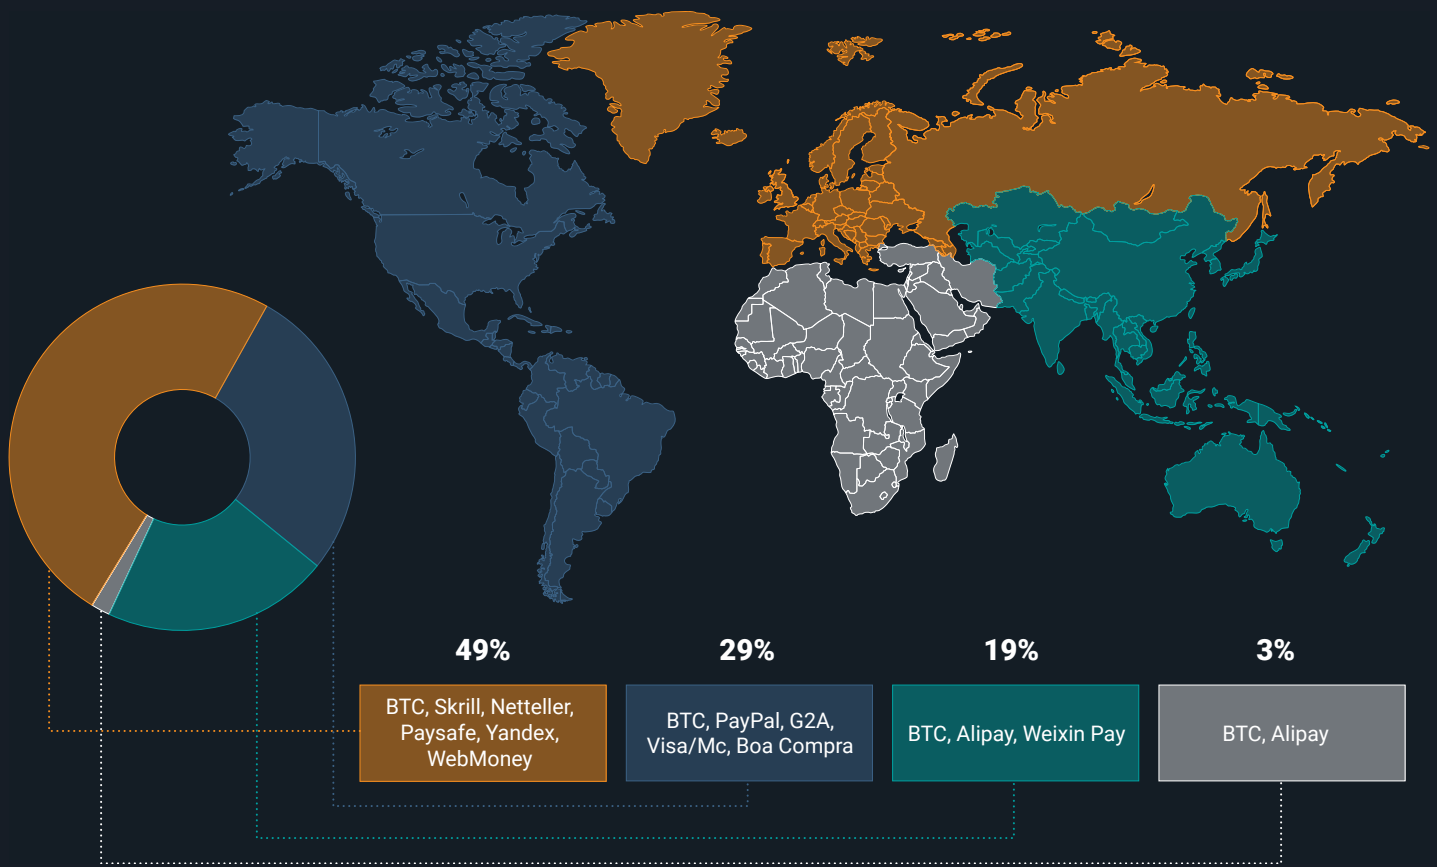 49%
29%
19%
3%
BTC, Skrill, Netteller,
Paysafe, Yandex,
WebMoney
BTC, PayPal, G2A,
Visa/Mc, Boa Compra
BTC, Alipay, Weixin Pay
BTC, Alipay